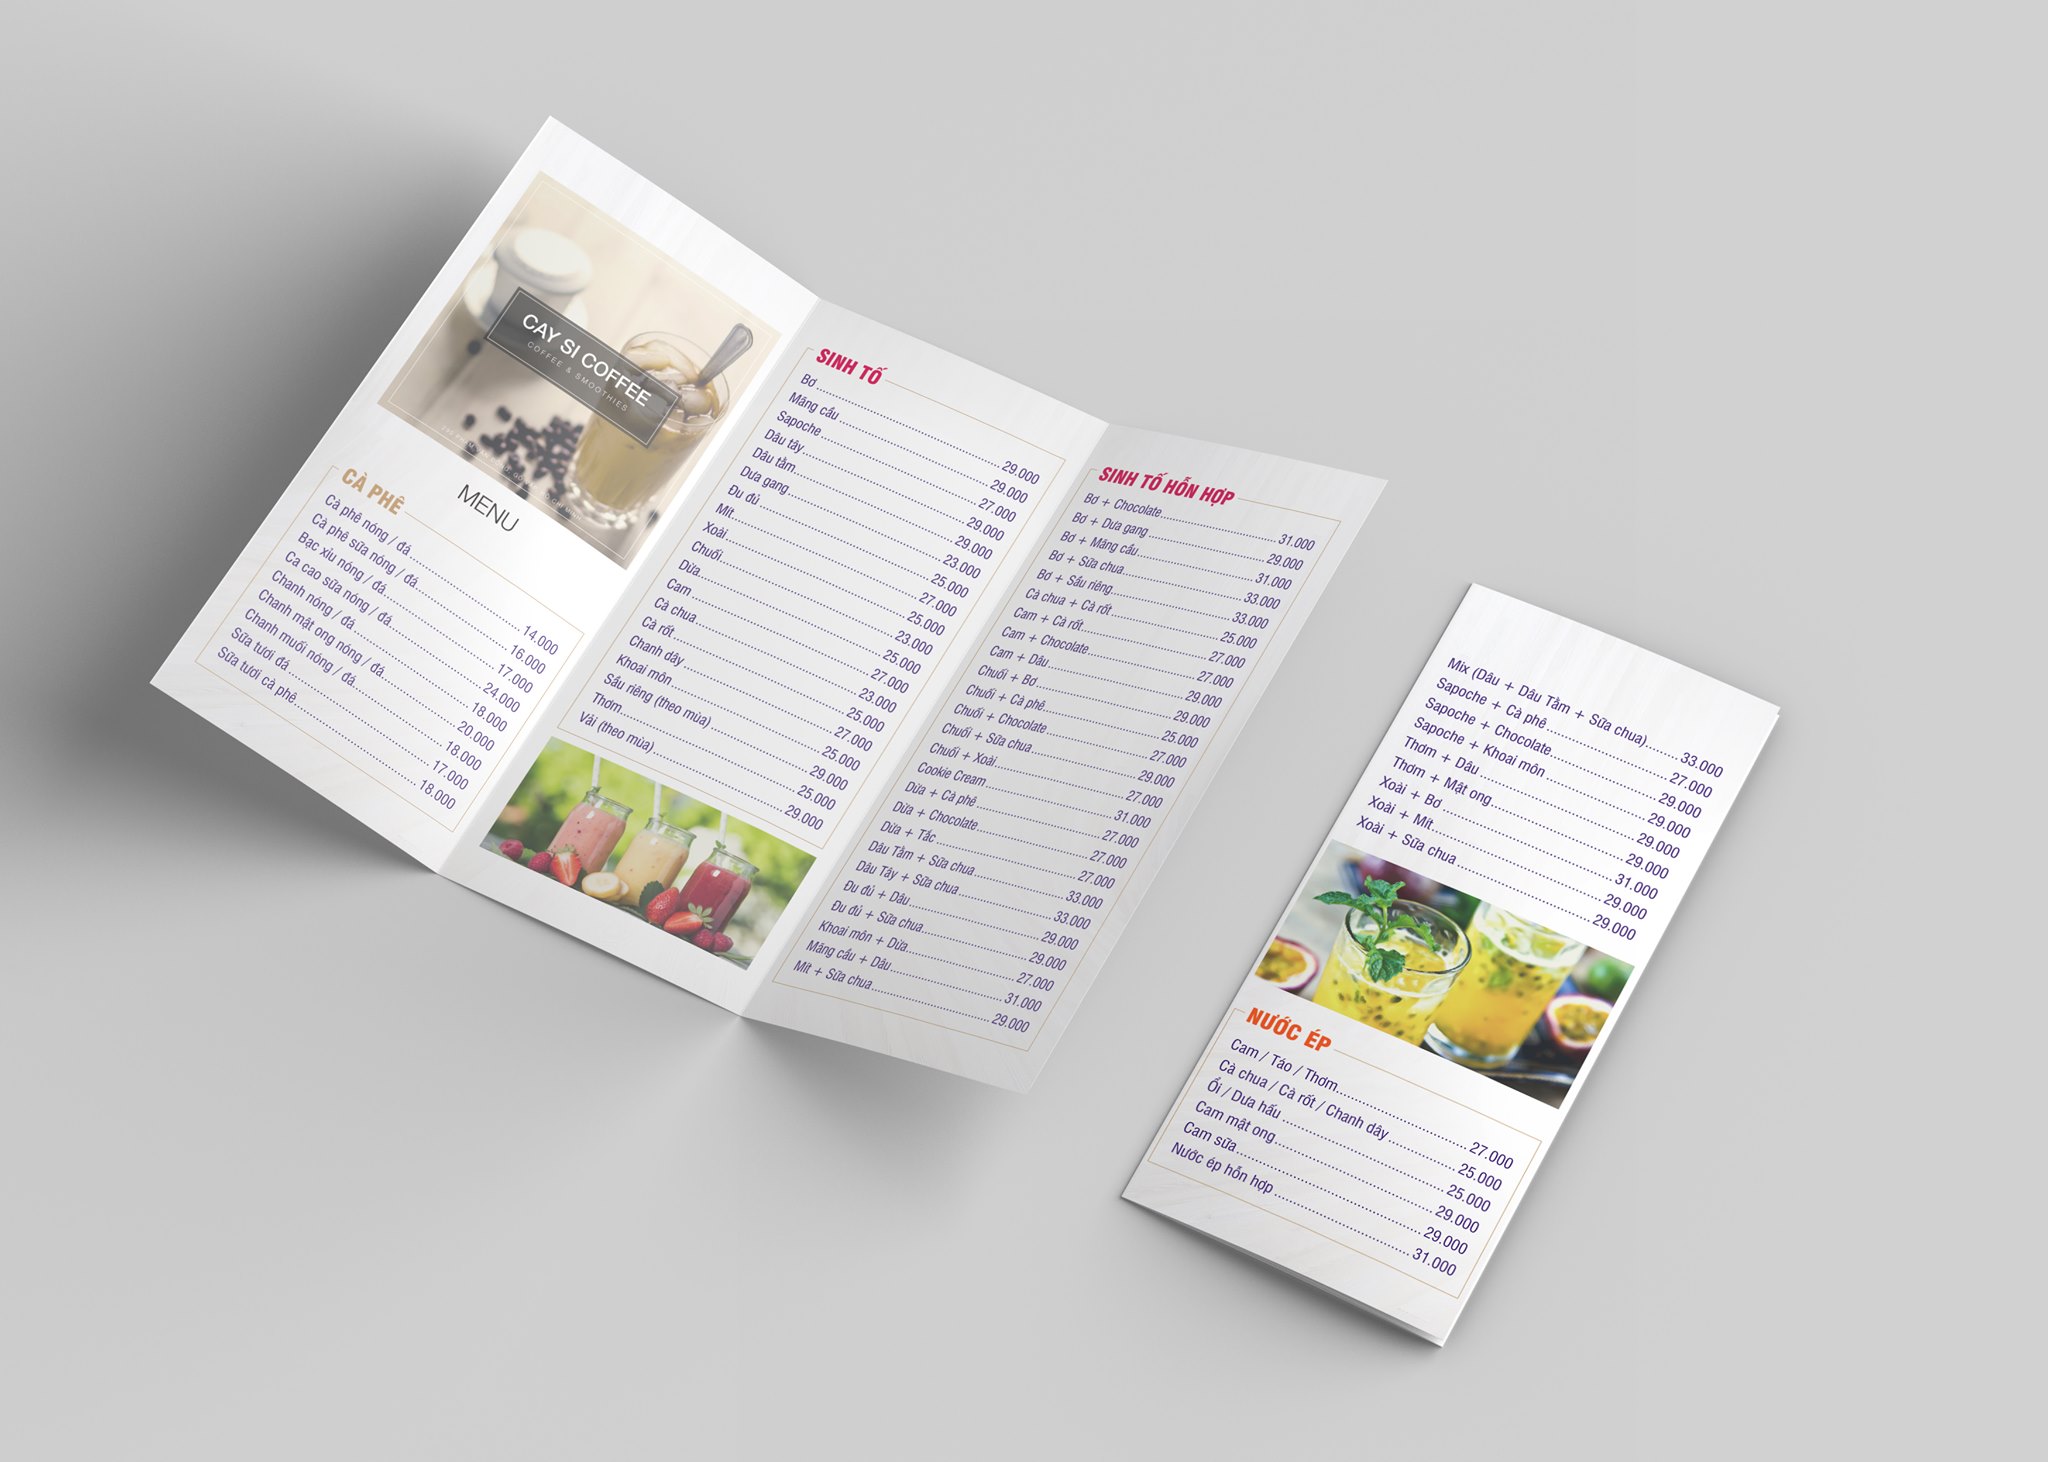 CAY SI COFFEE
COFFEE & SMOOTHIES
MENU
CÀ PHÊ
Cà phê nóng / đá 14.000
Cà phê sữa nóng / đá 16.000
Bạc xỉu nóng / đá 17.000
Ca cao sữa nóng / đá 24.000
Chanh nóng / đá 18.000
Chanh mật ong nóng / đá 20.000
Chanh muối nóng / đá 18.000
Sữa tươi đá 17.000
Sữa tươi cà phê 18.000
SINH TỐ
Bơ 29.000
Mãng cầu 29.000
Sapoche 27.000
Dâu tây 29.000
Dâu tằm 29.000
Dưa gang 23.000
Đu đủ 25.000
Mít 27.000
Xoài 25.000
Chuối 23.000
Dừa 25.000
Cam 27.000
Cà chua 23.000
Cà rốt 25.000
Chanh dây 27.000
Khoai môn 25.000
Sầu riêng (theo mùa) 29.000
Thơm 25.000
Vải (theo mùa) 29.000
SINH TỐ HỖN HỢP
Bơ + Chocolate 31.000
Bơ + Dưa gang 29.000
Bơ + Mãng cầu 31.000
Bơ + Sữa chua 33.000
Bơ + Sầu riêng 33.000
Cà chua + Cà rốt 25.000
Cam + Cà rốt 27.000
Cam + Chocolate 27.000
Cam + Dâu 29.000
Chuối + Bơ 29.000
Chuối + Cà phê 25.000
Chuối + Chocolate 27.000
Chuối + Sữa chua 29.000
Chuối + Xoài 27.000
Cookie Cream 31.000
Dừa + Cà phê 27.000
Dừa + Chocolate 27.000
Dừa + Tắc 27.000
Dâu Tằm + Sữa chua 33.000
Dâu Tây + Sữa chua 33.000
Đu đủ + Dâu 29.000
Đu đủ + Sữa chua 29.000
Khoai môn + Dừa 27.000
Mãng cầu + Dâu 31.000
Mít + Sữa chua 29.000
Mix (Dâu + Dâu Tằm + Sữa chua) 33.000
Sapoche + Cà phê 27.000
Sapoche + Chocolate 29.000
Sapoche + Khoai môn 29.000
Thơm + Dâu 29.000
Thơm + Mật ong 29.000
Xoài + Bơ 31.000
Xoài + Mít 29.000
Xoài + Sữa chua 29.000
NƯỚC ÉP
Cam / Táo / Thơm 27.000
Cà chua / Cà rốt / Chanh dây 25.000
Ổi / Dưa hấu 25.000
Cam mật ong 29.000
Cam sữa 29.000
Nước ép hỗn hợp 31.000